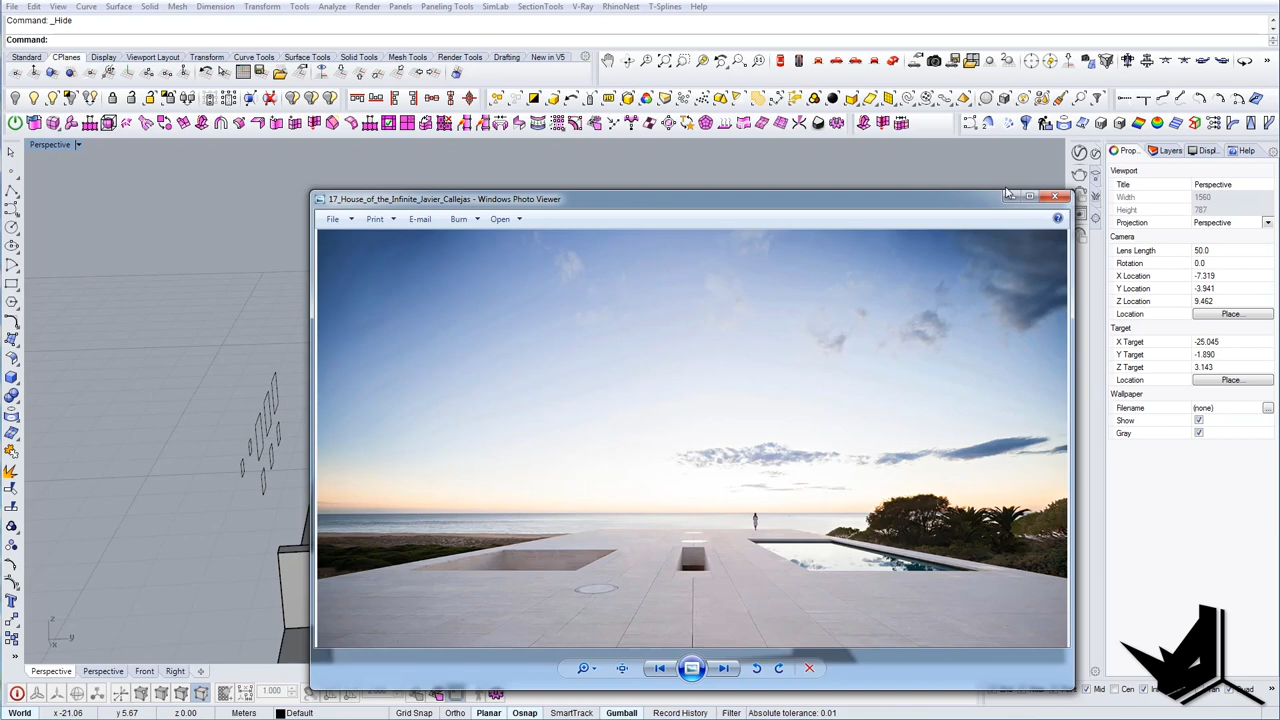 File Edit View Curve Surface Solid Mesh Dimension Transform Tools Analyze Render Panels Paneling Tools SimLab SectionTools V-Ray RhinoNest T-Splines Help
Command: _Hide
Command:
Standard CPlanes Display Viewport Layout Transform Curve Tools Surface Tools Solid Tools Mesh Tools Render Tools Drafting New in V5
Perspective
Prop... Layers Displ... Help
Viewport
Title Perspective
Width 1560
Height 787
Projection Perspective
Camera
Lens Length 50.0
Rotation 0.0
X Location -7.319
Y Location -3.941
Z Location 9.462
Location Place...
Target
X Target -25.045
Y Target -1.890
Z Target 3.143
Location Place...
Wallpaper
Filename (none) ...
Show
Gray
17_House_of_the_Infinite_Javier_Callejas - Windows Photo Viewer
File Print E-mail Burn Open
z
y
x
Perspective Perspective Front Right
1.000
Mid Cen
World x -21.06 y 5.67 z 0.00 Meters Default Grid Snap Ortho Planar Osnap SmartTrack Gumball Record History Filter Absolute tolerance: 0.01